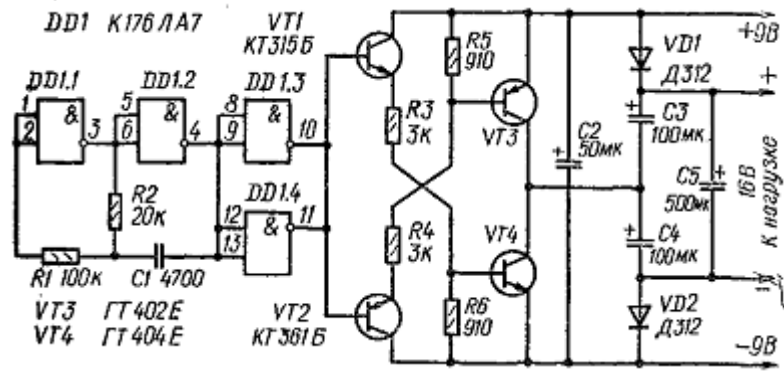 DD1 К176ЛА7
VT1
КТ315Б
DD1.1
DD1.2
DD1.3
DD1.4
1
2
&
3
5
6
&
4
8
9
&
10
12
13
&
11
R1 100к
R2
20к
C1 4700
VT3 ГТ402Е
VT4 ГТ404Е
VT2
КТ361Б
R3
3к
R4
3к
R5
910
R6
910
VT3
VT4
+
C2
50мк
VD1
Д312
+
C3
100мк
+
C4
100мк
+
C5
500мк
VD2
Д312
+9В
+
16В
К нагрузке
-9В